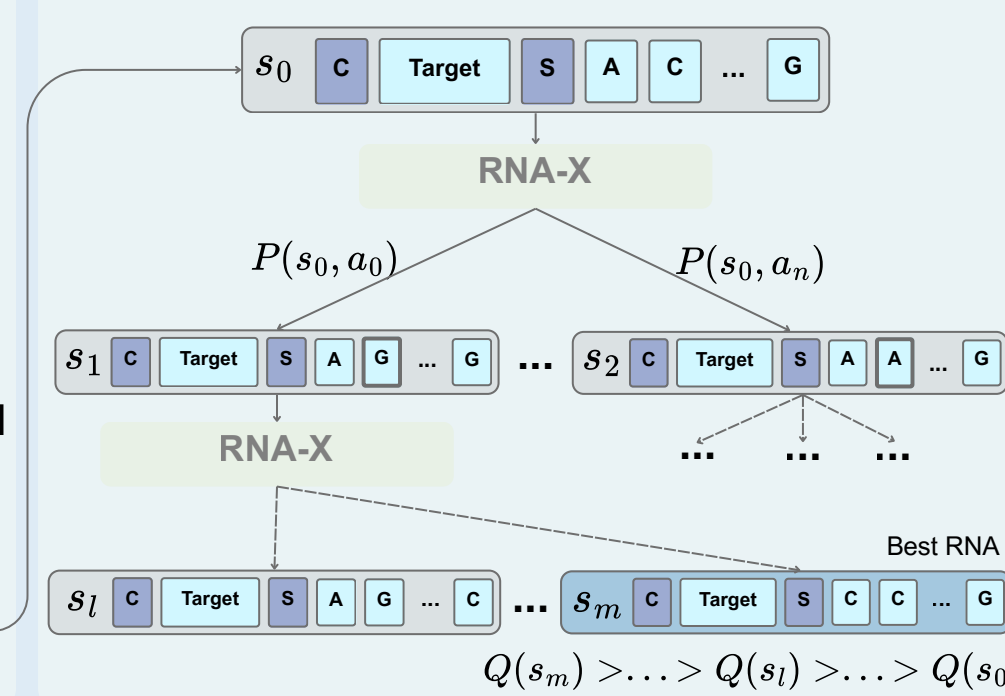 s₀ C Target S A C ... G
RNA-X
P(s₀, a₀) P(s₀, aₙ)
s₁ C Target S A G ... G ... s₂ C Target S A A ... G
RNA-X ... ... ...
Best RNA
sₗ C Target S A G ... C ... sₘ C Target S C C ... G
Q(sₘ) >...> Q(sₗ) >...> Q(s₀